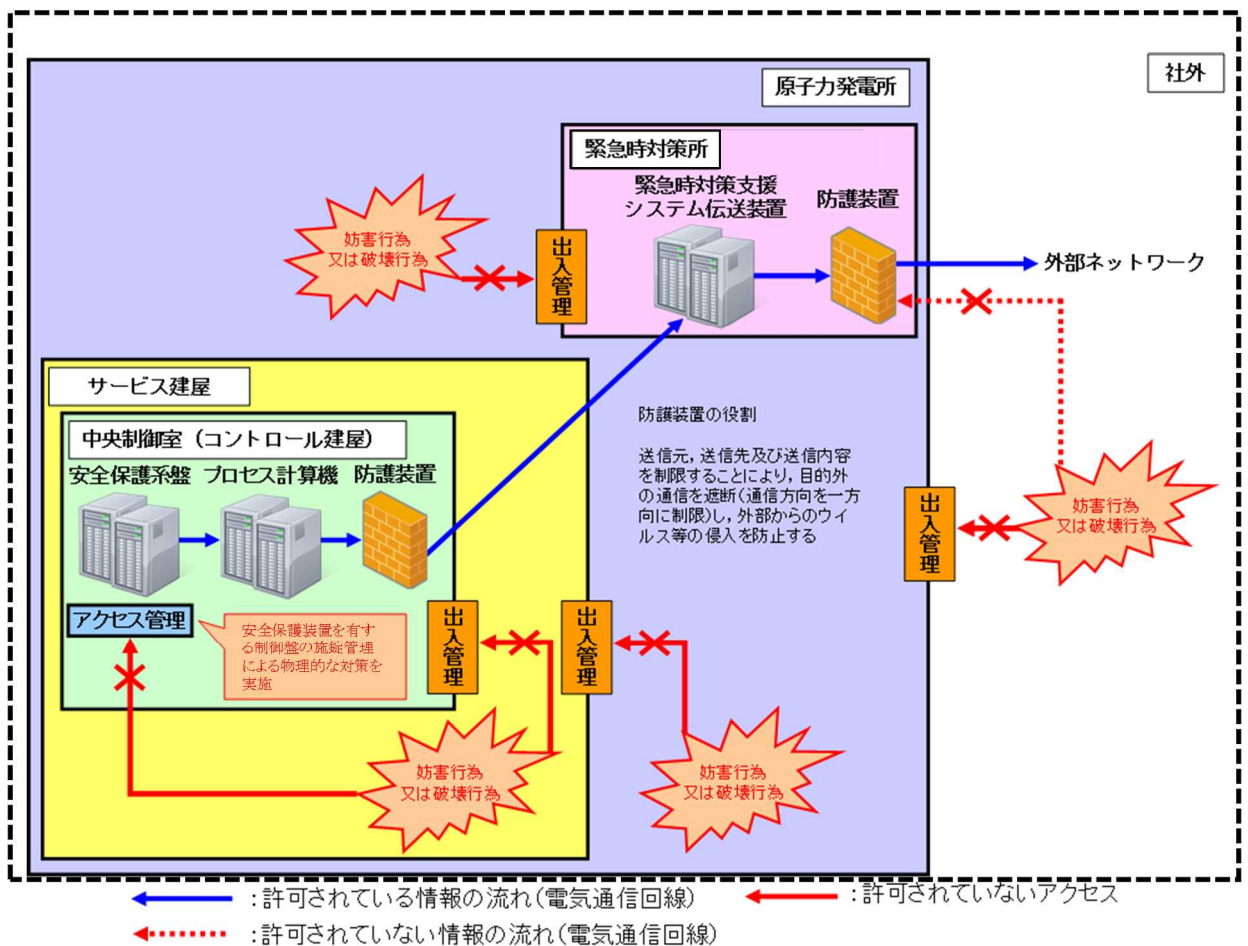 社外
原子力発電所
緊急時対策所
緊急時対策支援
システム伝送装置
防護装置
妨害行為
又は破壊行為
出入管理
外部ネットワーク
サービス建屋
中央制御室（コントロール建屋）
安全保護系盤
プロセス計算機
防護装置
防護装置の役割
送信元，送信先及び送信内容
を制限することにより，目的外
の通信を遮断(通信方向を一方
向に制限)し，外部からのウイ
ルス等の侵入を防止する
出入管理
妨害行為
又は破壊行為
アクセス管理
安全保護装置を有す
る制御盤の施錠管理
による物理的な対策を
実施
出入管理
出入管理
妨害行為
又は破壊行為
妨害行為
又は破壊行為
：許可されている情報の流れ(電気通信回線)
：許可されていないアクセス
：許可されていない情報の流れ(電気通信回線)